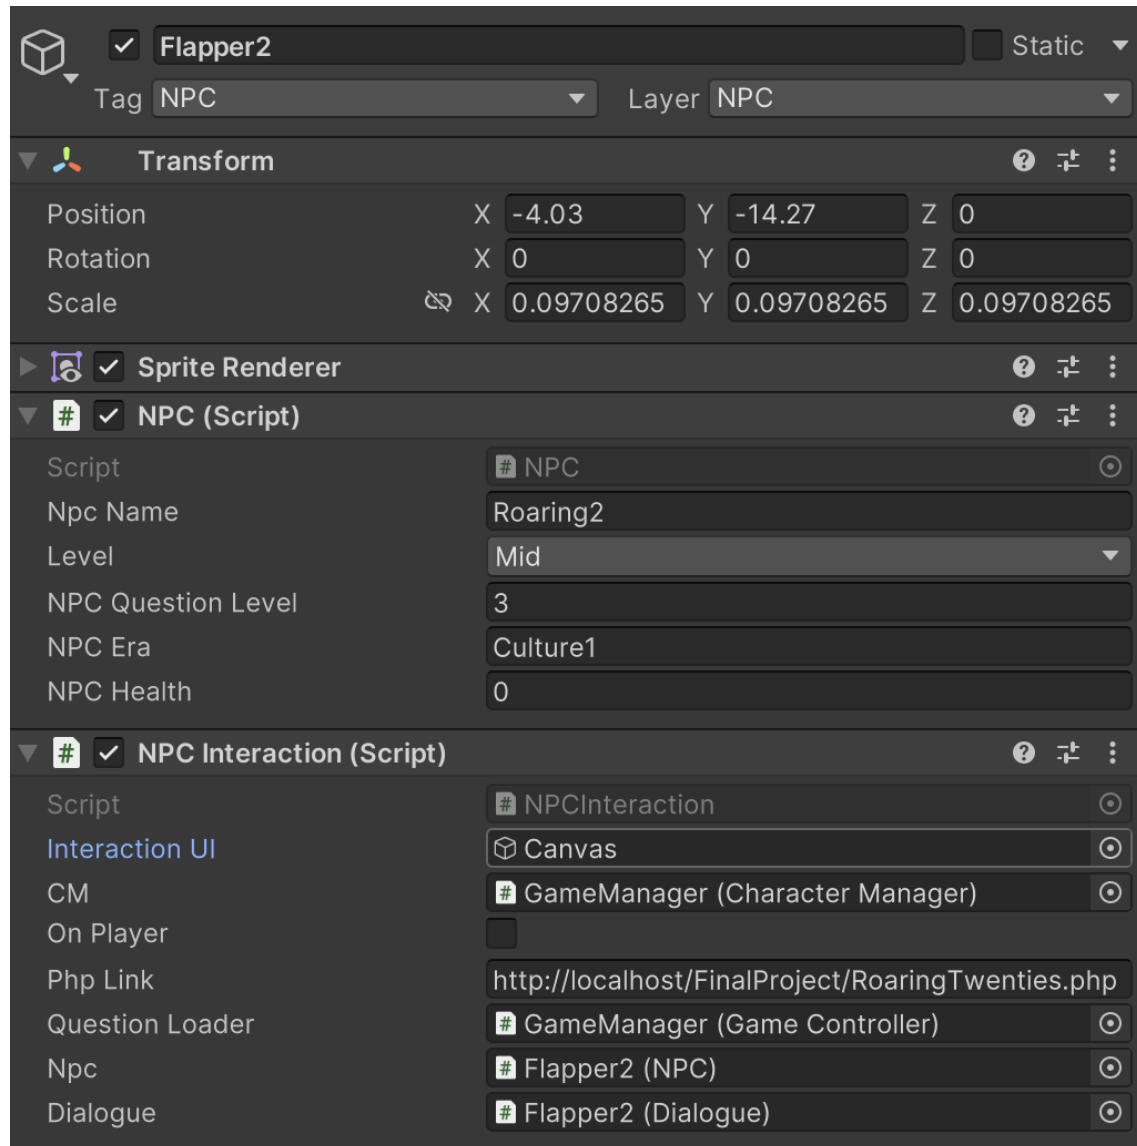 Flapper2 Static
Tag NPC Layer NPC
Transform
Position X -4.03 Y -14.27 Z 0
Rotation X 0 Y 0 Z 0
Scale X 0.09708265 Y 0.09708265 Z 0.09708265
Sprite Renderer
# NPC (Script)
Script # NPC
Npc Name Roaring2
Level Mid
NPC Question Level 3
NPC Era Culture1
NPC Health 0
# NPC Interaction (Script)
Script # NPCInteraction
Interaction UI Canvas
CM # GameManager (Character Manager)
On Player
Php Link http://localhost/FinalProject/RoaringTwenties.php
Question Loader # GameManager (Game Controller)
Npc # Flapper2 (NPC)
Dialogue # Flapper2 (Dialogue)